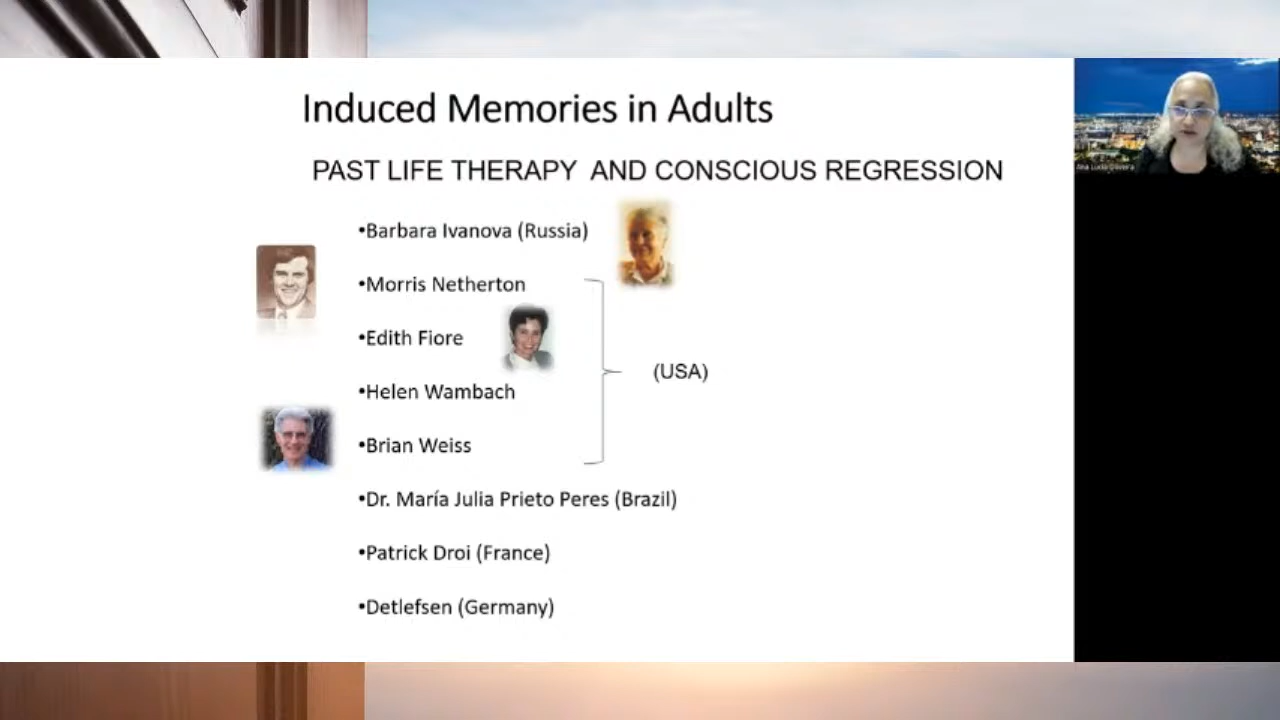 Induced Memories in Adults
PAST LIFE THERAPY AND CONSCIOUS REGRESSION
•Barbara Ivanova (Russia)
•Morris Netherton
•Edith Fiore
(USA)
•Helen Wambach
•Brian Weiss
•Dr. María Julia Prieto Peres (Brazil)
•Patrick Droi (France)
•Detlefsen (Germany)